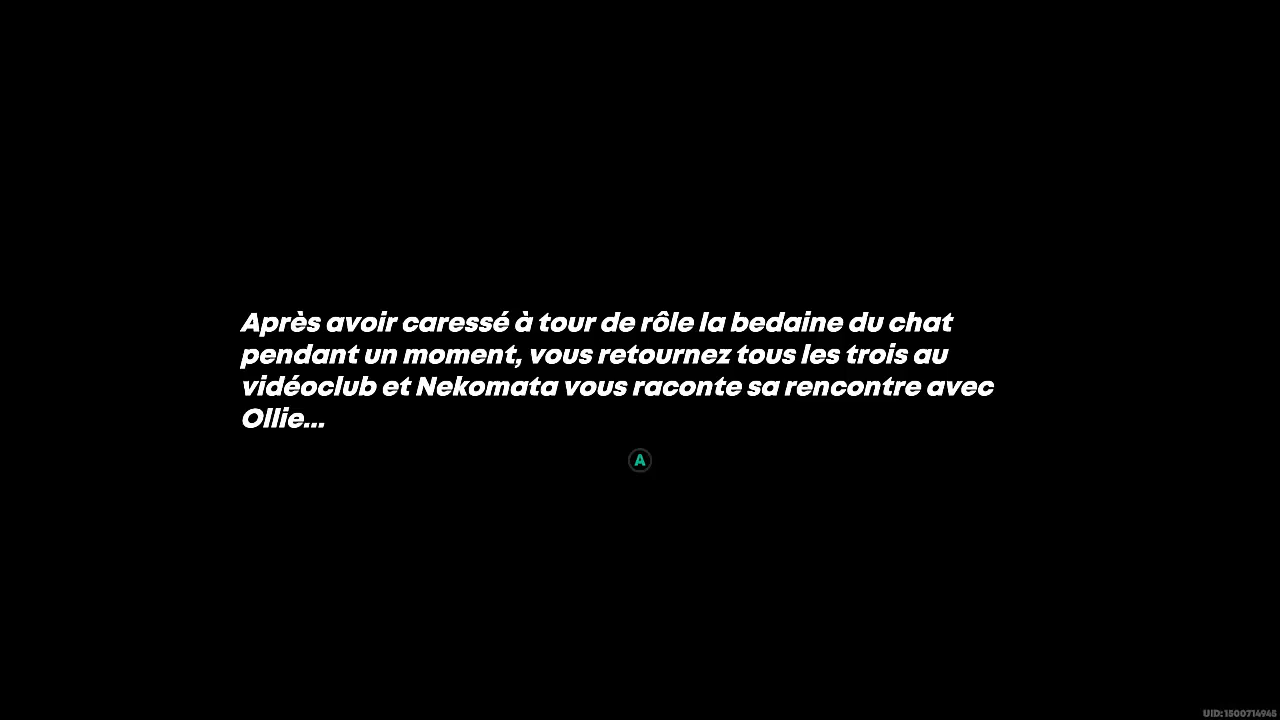 Après avoir caressé à tour de rôle la bedaine du chat
pendant un moment, vous retournez tous les trois au
vidéoclub et Nekomata vous raconte sa rencontre avec
Ollie...
A
UID:1500714945